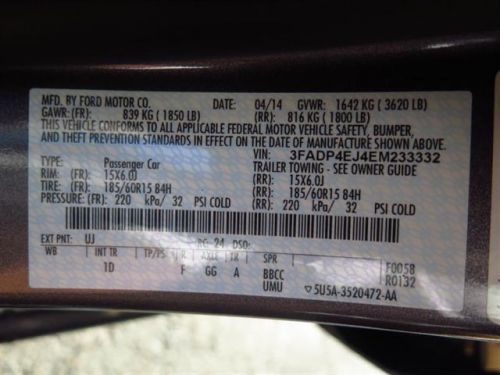 MFD. BY FORD MOTOR CO. DATE: 04/14 GVWR: 1642 KG ( 3620 LB)
GAWR: (FR): 839 KG ( 1850 LB) (RR): 816 KG ( 1800 LB)
THIS VEHICLE CONFORMS TO ALL APPLICABLE FEDERAL MOTOR VEHICLE SAFETY, BUMPER,
AND THEFT PREVENTION STANDARDS IN EFFECT ON THE DATE OF MANUFACTURE SHOWN ABOVE.
VIN: 3FADP4EJ4EM233332
TYPE: Passenger Car TRAILER TOWING - SEE OWNER GUIDE
RIM: (FR): 15X6.0J (RR): 15X6.0J
TIRE (FR): 185/60R15 84H (RR): 185/60R15 84H
PRESSURE: (FR): 220 kPa/ 32 PSI COLD (RR): 220 kPa/ 32 PSI COLD
EXT PNT: UJ RC: 24 DSO:
WB INT TR TP/PS R AXLE TR
1D F GG A BBCC F0058
UMU R0132
5U5A-3520472-AA